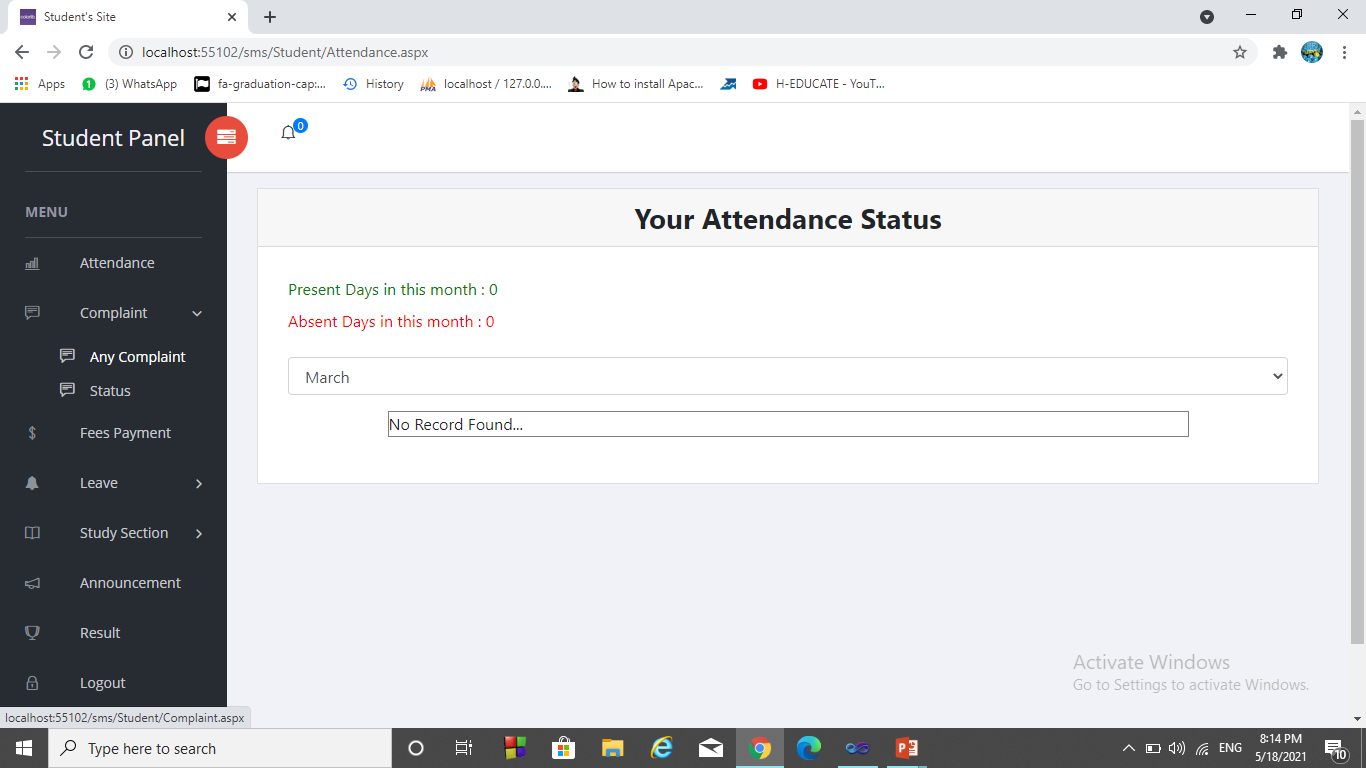 Student's Site
localhost:55102/sms/Student/Attendance.aspx
Apps
(3) WhatsApp
fa-graduation-cap:...
History
localhost / 127.0.0....
How to install Apac...
H-EDUCATE - YouT...
Student Panel
0
MENU
Attendance
Complaint
Any Complaint
Status
Fees Payment
Leave
Study Section
Announcement
Result
Logout
Your Attendance Status
Present Days in this month : 0
Absent Days in this month : 0
March
No Record Found...
Activate Windows
Go to Settings to activate Windows.
localhost:55102/sms/Student/Complaint.aspx
Type here to search
ENG
8:14 PM
5/18/2021
10